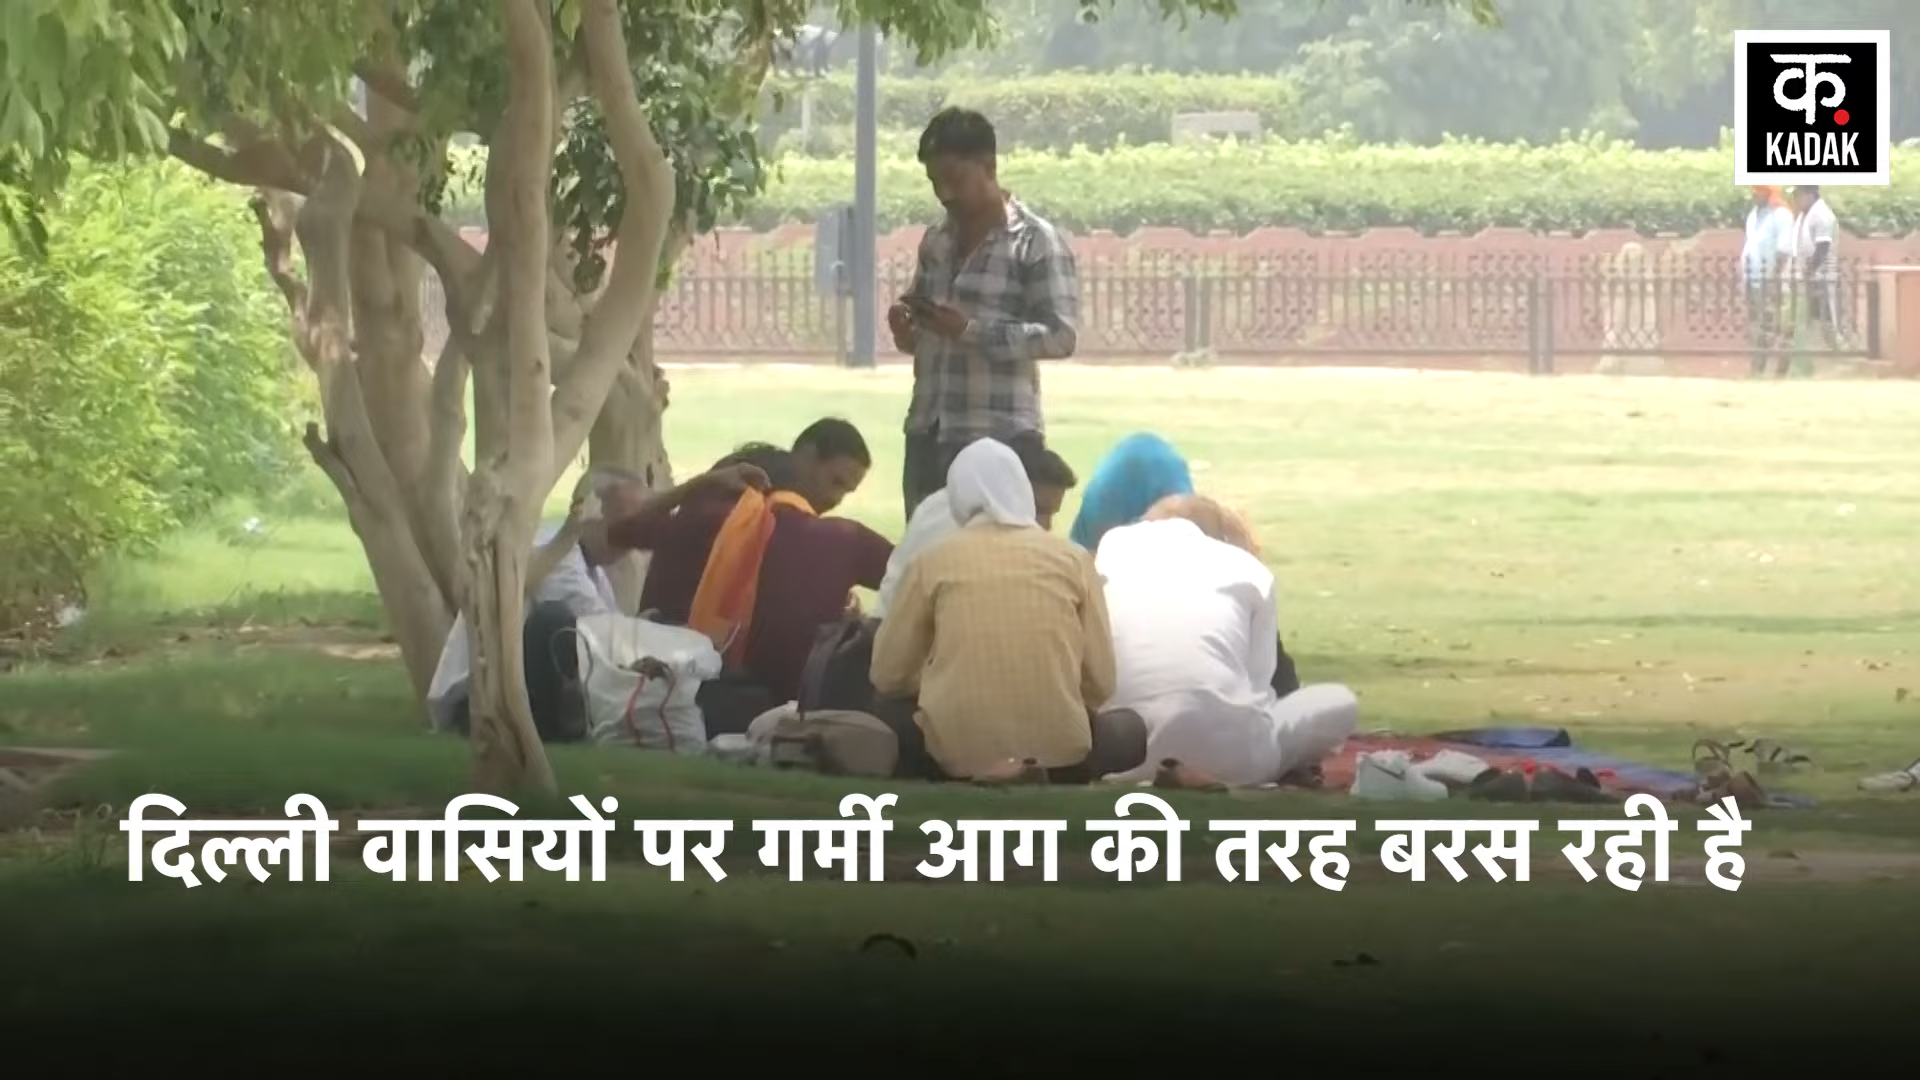 क
KADAK
दिल्ली वासियों पर गर्मी आग की तरह बरस रही है